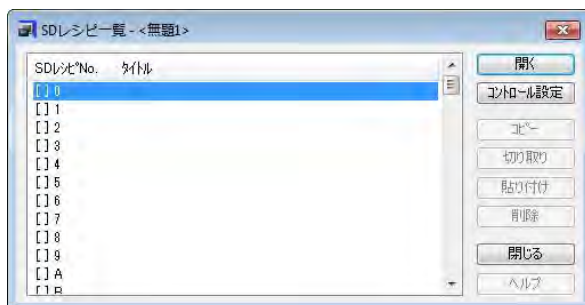 SDレシピ一覧 - <無題1>
SDﾚｼﾋﾟNo. ﾀｲﾄﾙ
[ ] 0
[ ] 1
[ ] 2
[ ] 3
[ ] 4
[ ] 5
[ ] 6
[ ] 7
[ ] 8
[ ] 9
[ ] A
[ ] B
開く
コントロール設定
コピー
切り取り
貼り付け
削除
閉じる
ヘルプ